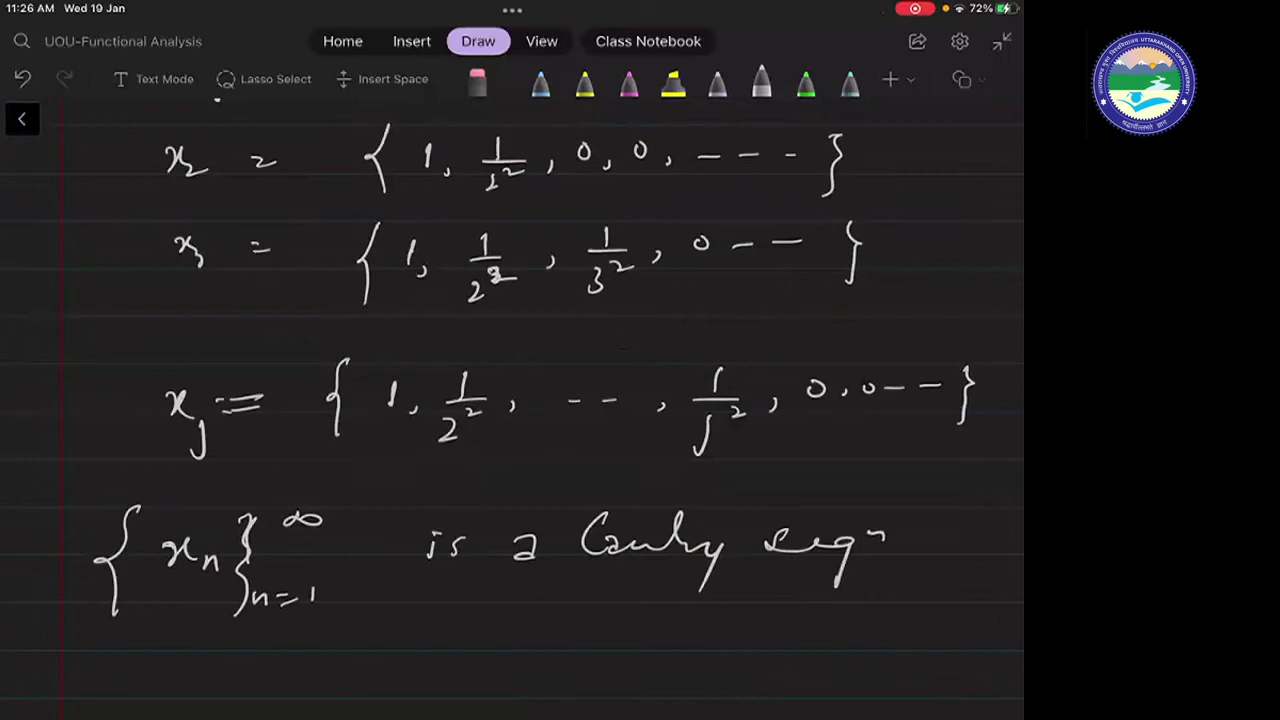 11:26 AM Wed 19 Jan
72%
UOU-Functional Analysis Home Insert Draw View Class Notebook
Text Mode Lasso Select Insert Space
x₂ = { 1, 1/2², 0, 0, --- }
x₃ = { 1, 1/2², 1/3², 0 -- }
xⱼ = { 1, 1/2², --, 1/j², 0, 0 -- }
{ xₙ }ₙ₌₁^∞ is a Cauchy seqⁿ